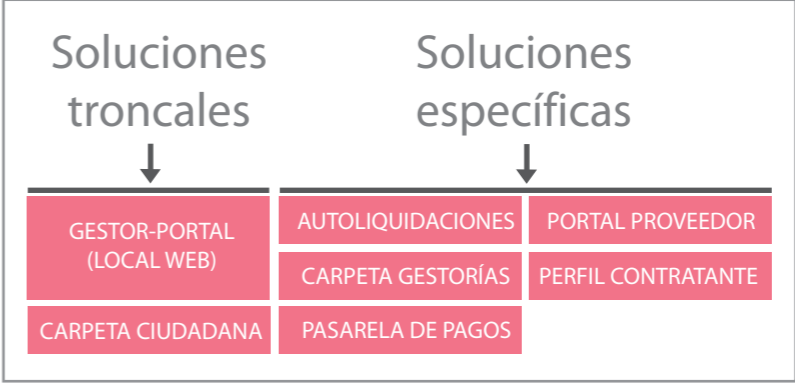 Soluciones
troncales
Soluciones
específicas
GESTOR-PORTAL
(LOCAL WEB)
CARPETA CIUDADANA
AUTOLIQUIDACIONES
PORTAL PROVEEDOR
CARPETA GESTORÍAS
PERFIL CONTRATANTE
PASARELA DE PAGOS